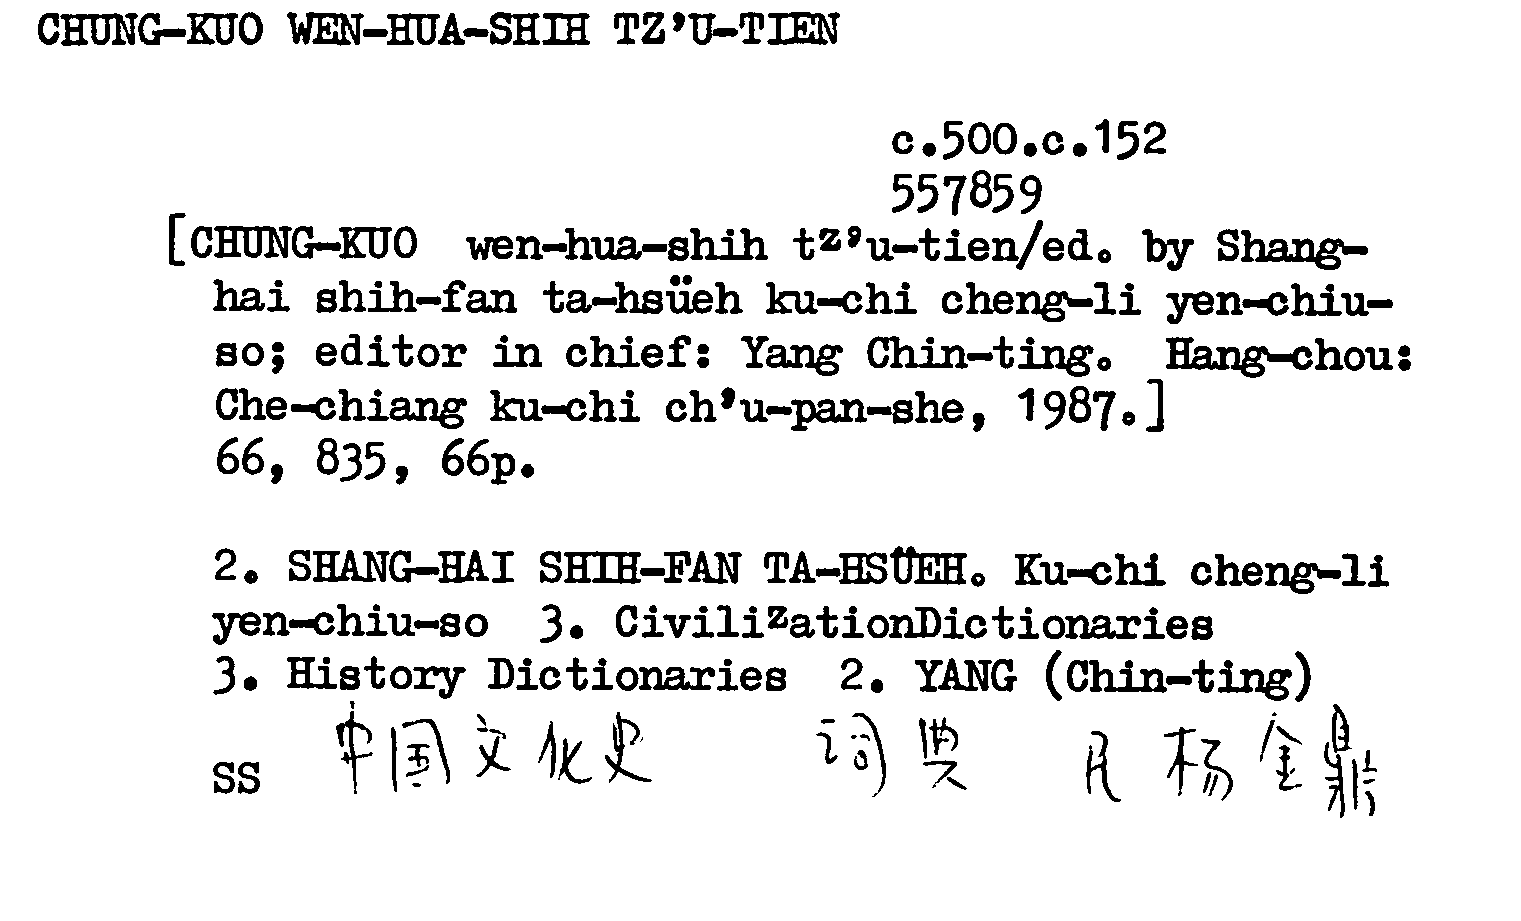 CHUNG-KUO WEN-HUA-SHIH TZ'U-TIEN
c.500.c.152
557859
[CHUNG-KUO wen-hua-shih tz'u-tien/ed. by Shang-
hai shih-fan ta-hsüeh ku-chi cheng-li yen-chiu-
so; editor in chief: Yang Chin-ting. Hang-chou:
Che-chiang ku-chi ch'u-pan-she, 1987.]
66, 835, 66p.
2. SHANG-HAI SHIH-FAN TA-HSÜEH. Ku-chi cheng-li
yen-chiu-so 3. CivilizationDictionaries
3. History Dictionaries 2. YANG (Chin-ting)
SS 中国文化史 词典 杨金鼎